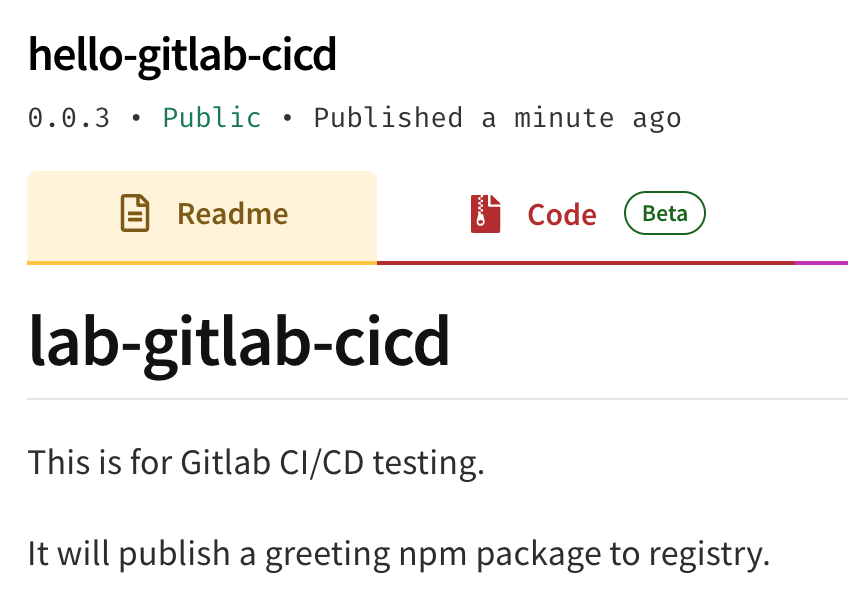 hello-gitlab-cicd
0.0.3 • Public • Published a minute ago
Readme
Code Beta
lab-gitlab-cicd
This is for Gitlab CI/CD testing.
It will publish a greeting npm package to registry.